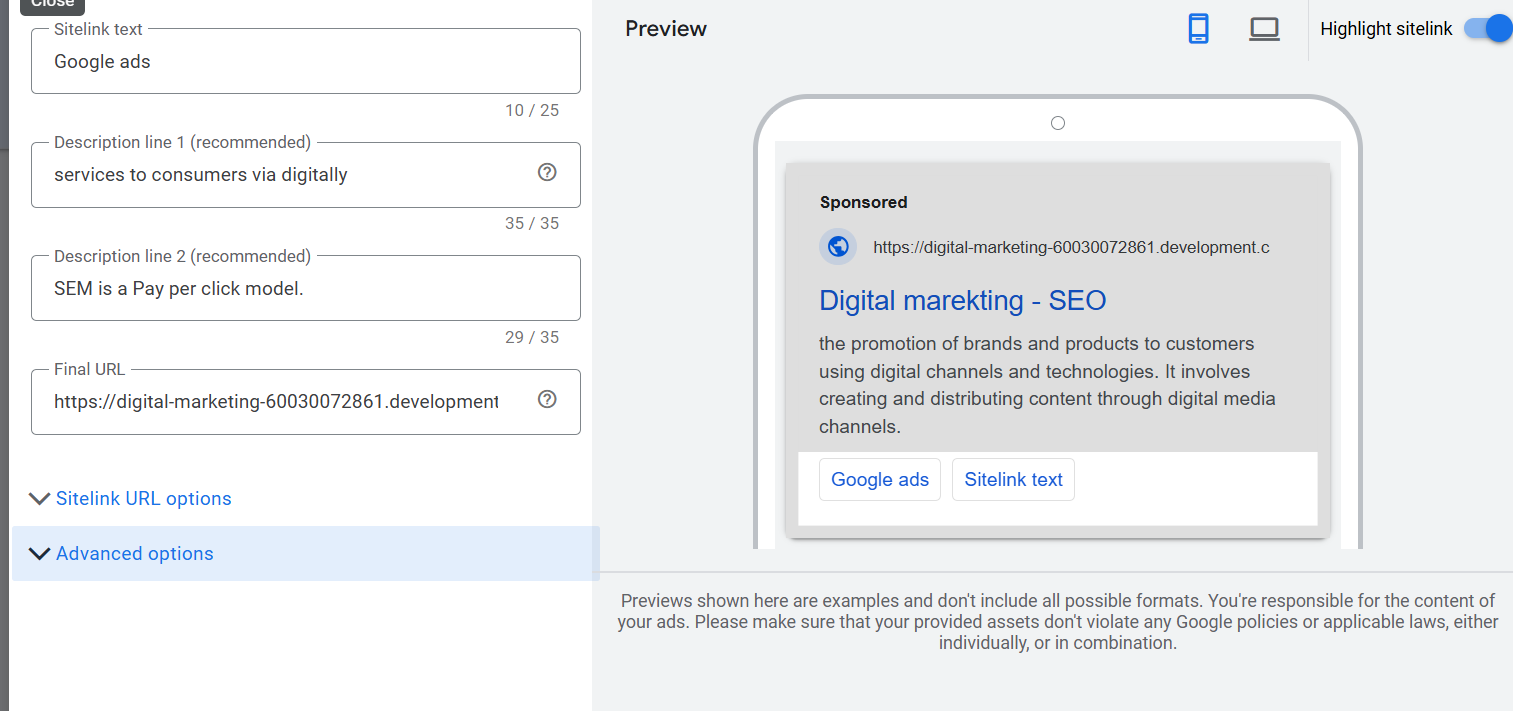 Close
Sitelink text
Google ads
10 / 25
Description line 1 (recommended)
services to consumers via digitally
35 / 35
Description line 2 (recommended)
SEM is a Pay per click model.
29 / 35
Final URL
https://digital-marketing-60030072861.development
Sitelink URL options
Advanced options
Preview
Highlight sitelink
Sponsored
https://digital-marketing-60030072861.development.c
Digital marekting - SEO
the promotion of brands and products to customers
using digital channels and technologies. It involves
creating and distributing content through digital media
channels.
Google ads
Sitelink text
Previews shown here are examples and don't include all possible formats. You're responsible for the content of
your ads. Please make sure that your provided assets don't violate any Google policies or applicable laws, either
individually, or in combination.